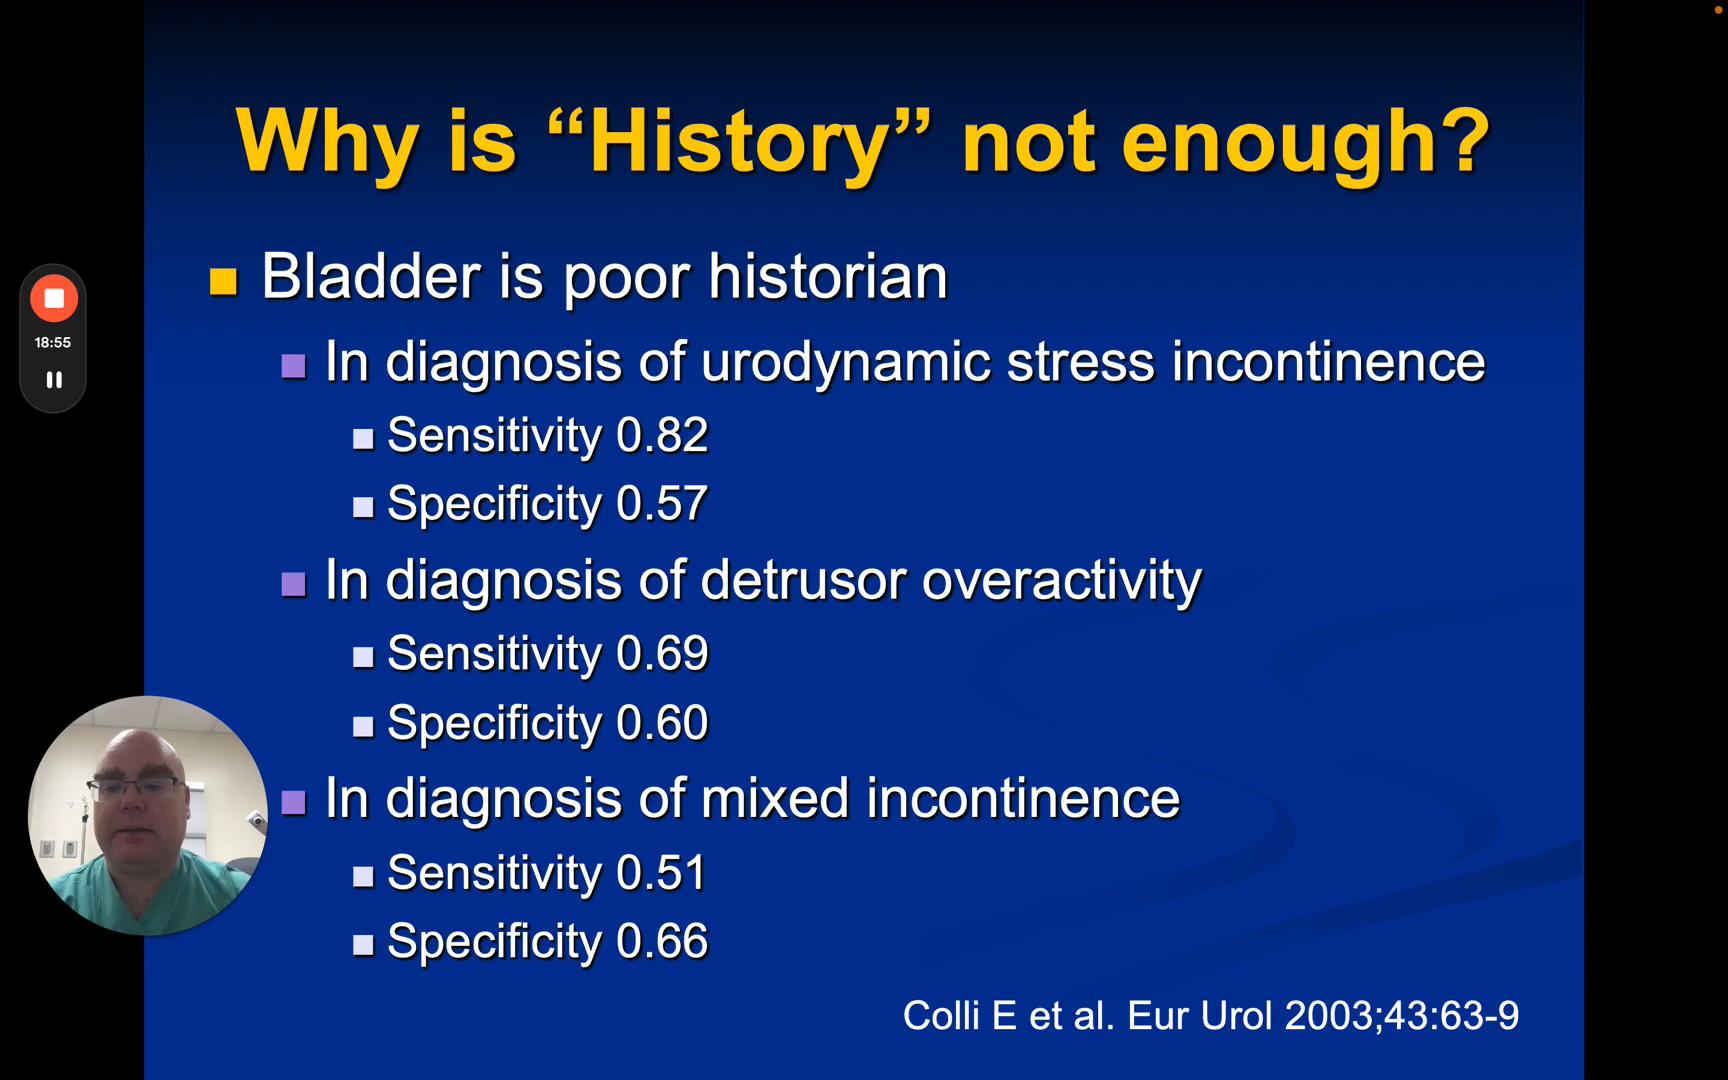 Why is “History” not enough?
Bladder is poor historian
In diagnosis of urodynamic stress incontinence
Sensitivity 0.82
Specificity 0.57
18:55
In diagnosis of detrusor overactivity
Sensitivity 0.69
Specificity 0.60
In diagnosis of mixed incontinence
Sensitivity 0.51
Specificity 0.66
Colli E et al. Eur Urol 2003;43:63-9